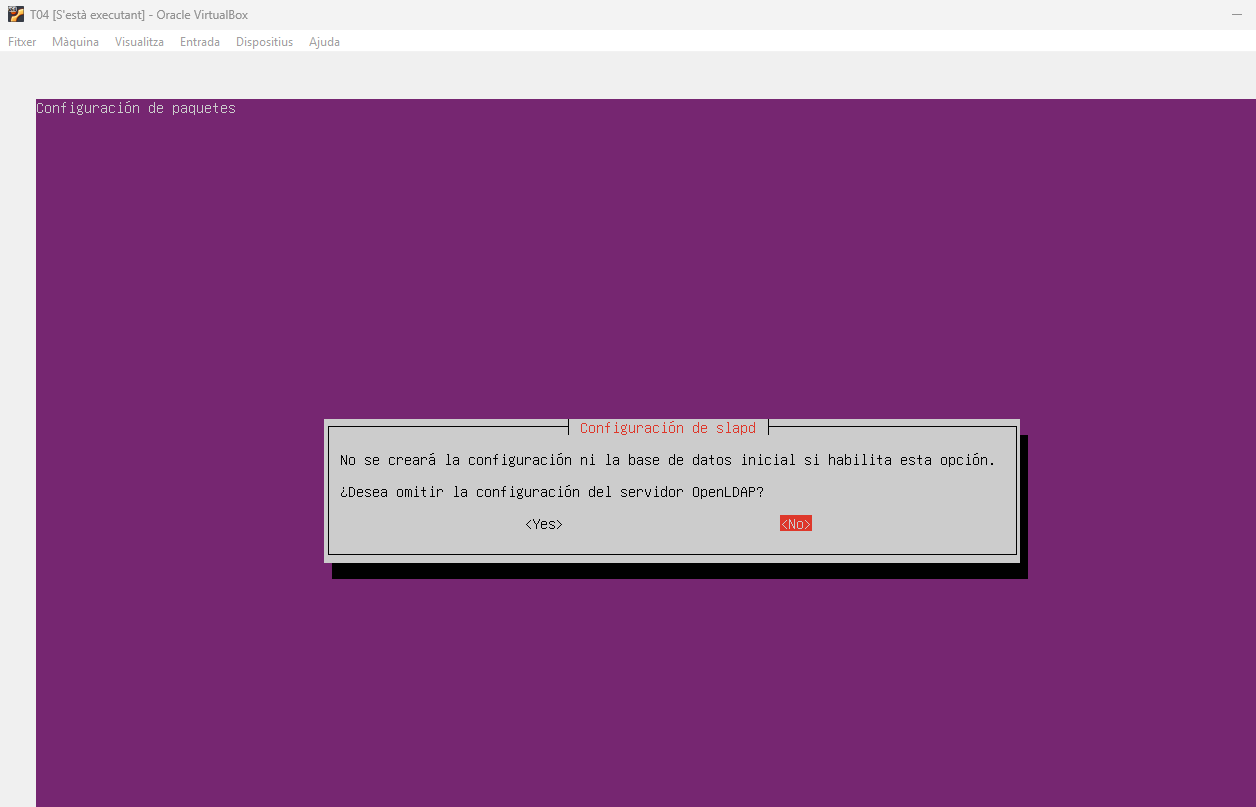 T04 [S'està executant] - Oracle VirtualBox
Fitxer Màquina Visualitza Entrada Dispositius Ajuda
Configuración de paquetes
Configuración de slapd
No se creará la configuración ni la base de datos inicial si habilita esta opción.
¿Desea omitir la configuración del servidor OpenLDAP?
<Yes> <No>